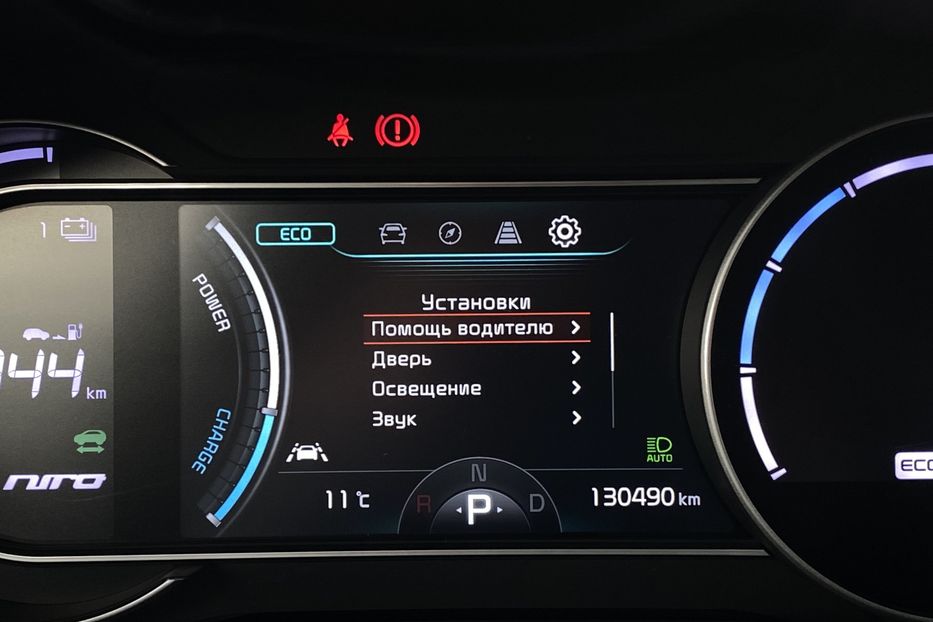 1
ECO
POWER
Установки
Помощь водителю
Дверь
Освещение
Звук
44 km
CHARGE
AUTO
NIRO
ECO
N
11 °C
R P D
130490 km